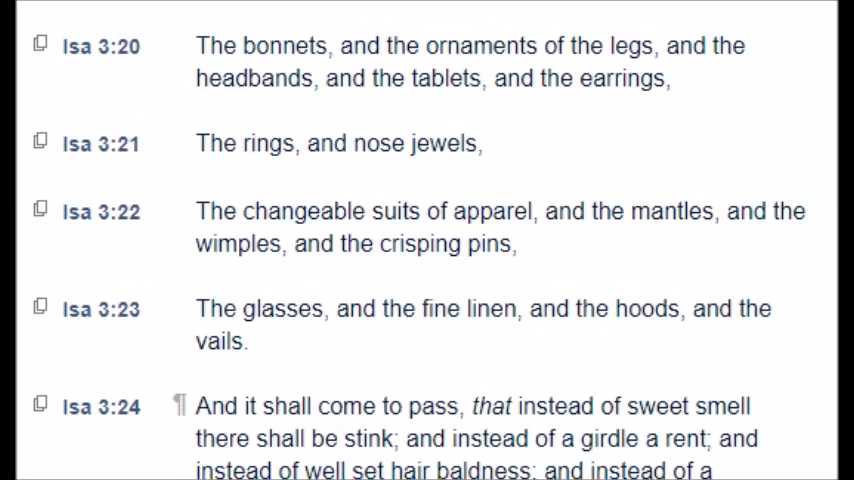 Isa 3:20 The bonnets, and the ornaments of the legs, and the
headbands, and the tablets, and the earrings,
Isa 3:21 The rings, and nose jewels,
Isa 3:22 The changeable suits of apparel, and the mantles, and the
wimples, and the crisping pins,
Isa 3:23 The glasses, and the fine linen, and the hoods, and the
vails.
Isa 3:24 ¶ And it shall come to pass, that instead of sweet smell
there shall be stink; and instead of a girdle a rent; and
instead of well set hair baldness; and instead of a